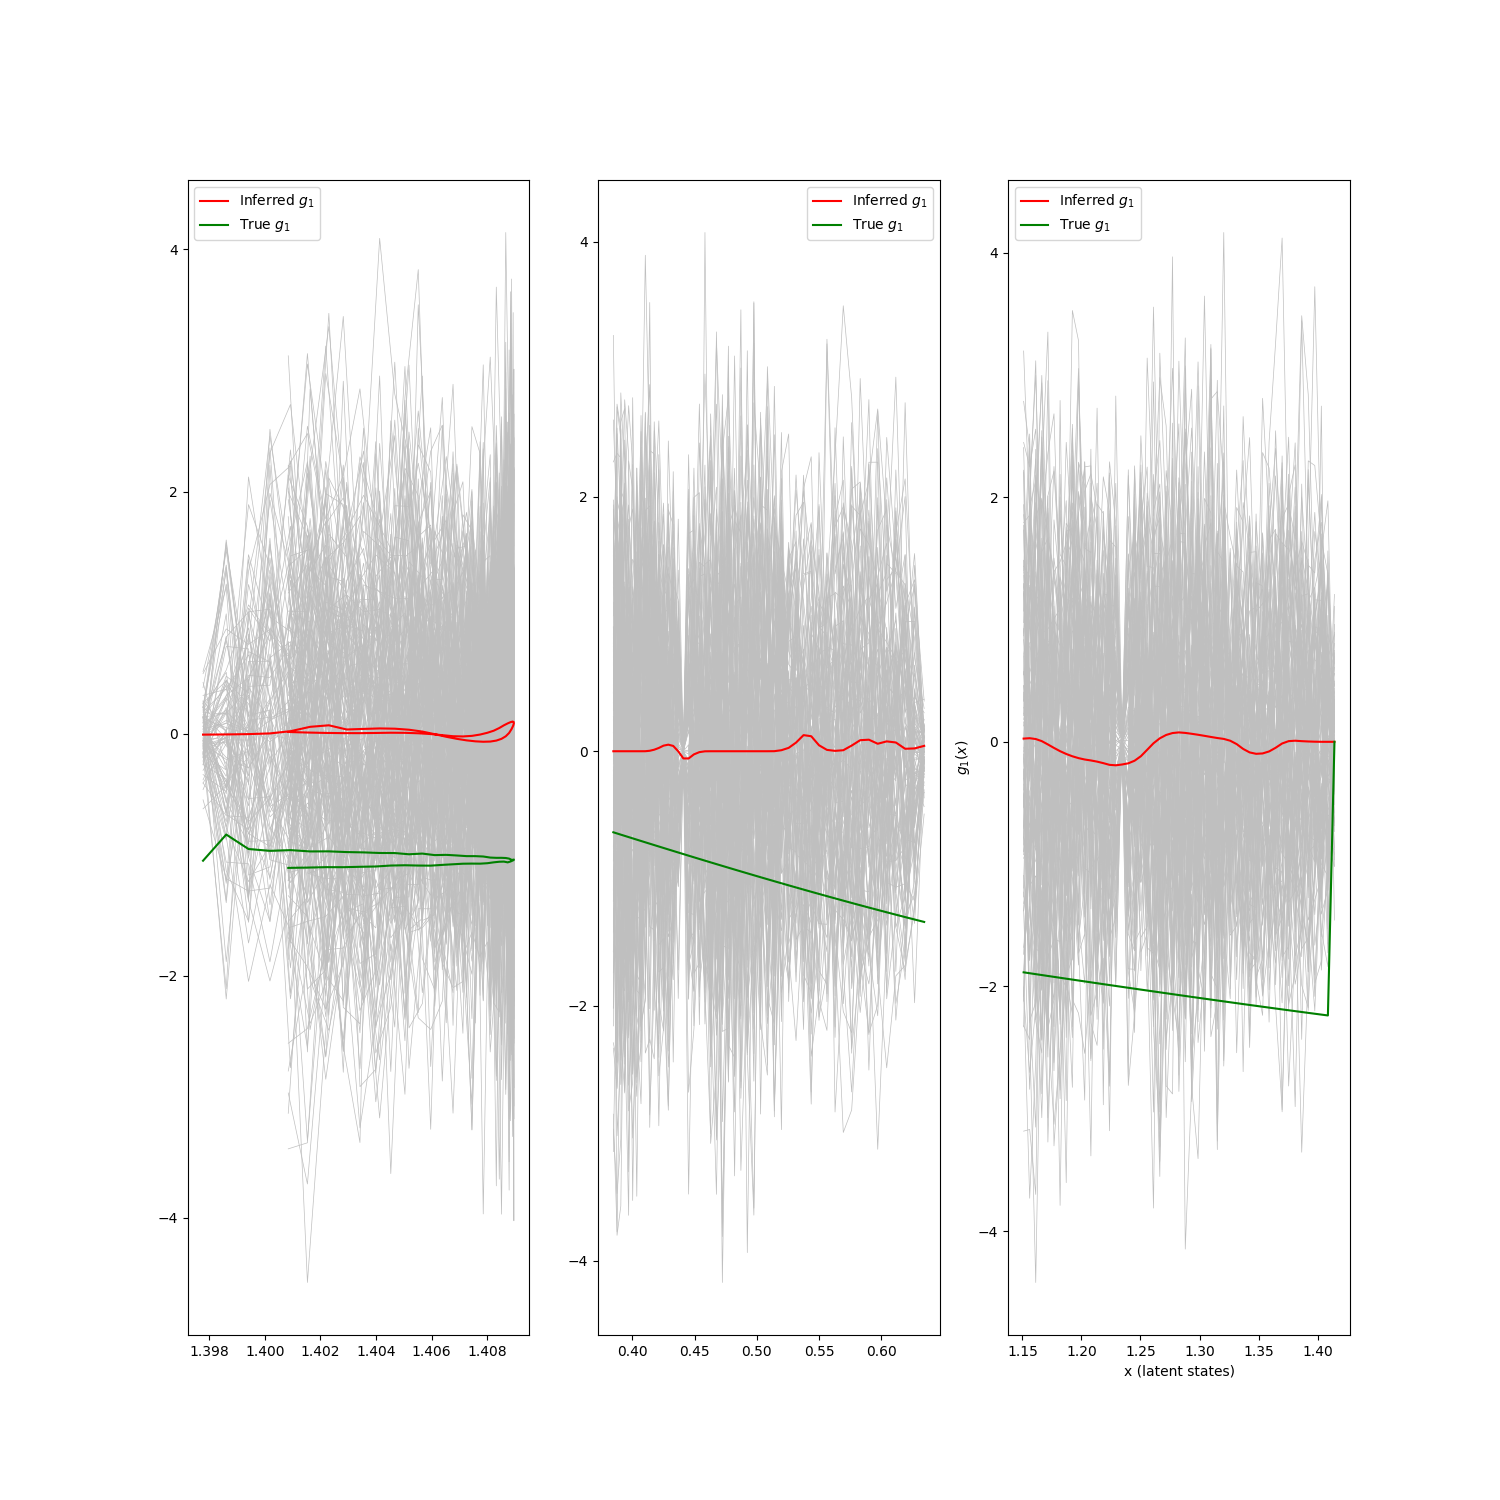 Inferred g₁
True g₁
4
2
0
−2
−4
1.398 1.400 1.402 1.404 1.406 1.408
Inferred g₁
True g₁
4
2
0
−2
−4
0.40 0.45 0.50 0.55 0.60
Inferred g₁
True g₁
g₁(x)
4
2
0
−2
−4
1.15 1.20 1.25 1.30 1.35 1.40
x (latent states)